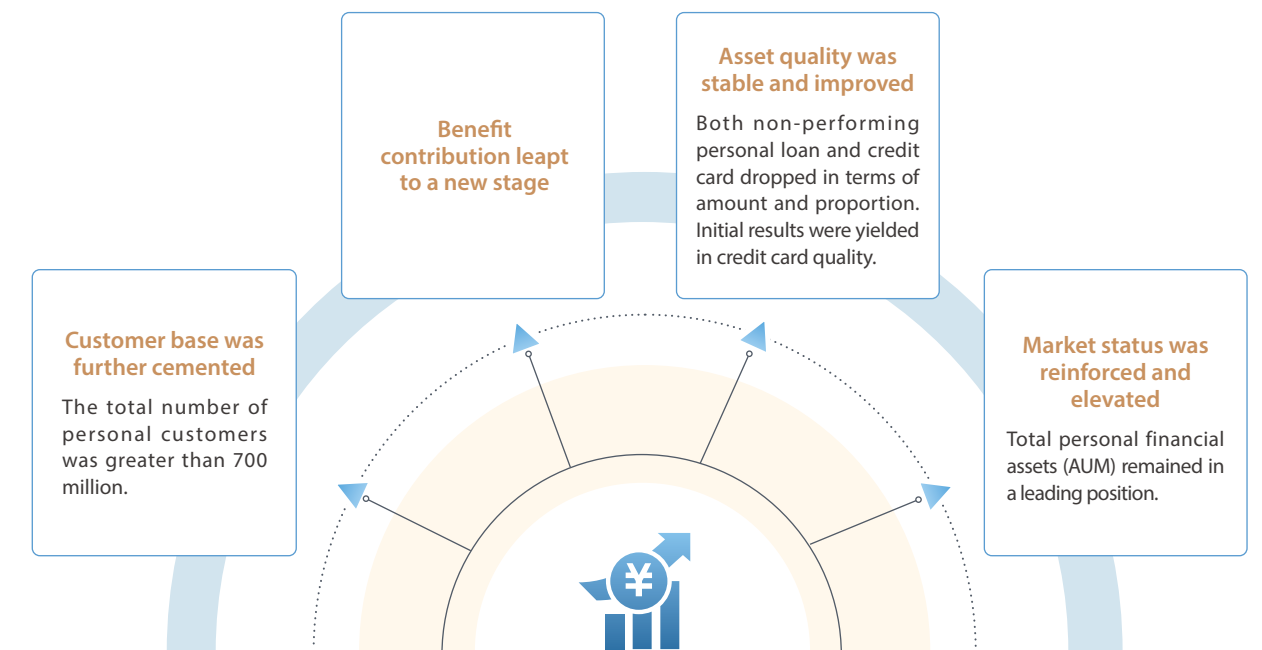 Customer base was
further cemented
The total number of
personal customers
was greater than 700
million.
Benefit
contribution leapt
to a new stage
Asset quality was
stable and improved
Both non-performing
personal loan and credit
card dropped in terms of
amount and proportion.
Initial results were yielded
in credit card quality.
Market status was
reinforced and
elevated
Total personal financial
assets (AUM) remained in
a leading position.
¥